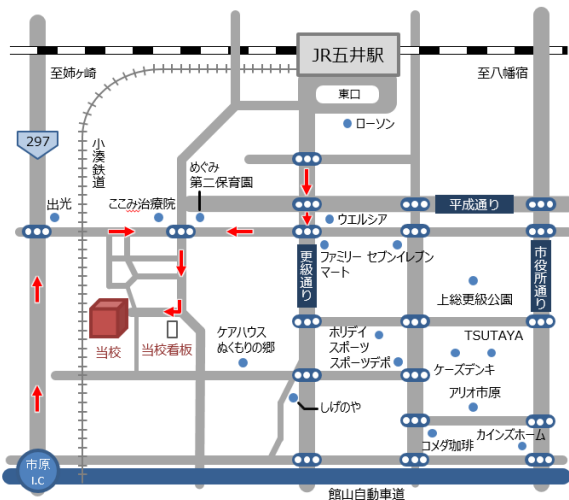 JR五井駅
至姉ヶ崎
至八幡宿
東口
ローソン
297
小湊鉄道
めぐみ
第二保育園
出光
ここみ治療院
平成通り
ウエルシア
ファミリー
マート
セブンイレブン
更級通り
市役所通り
上総更級公園
当校
当校看板
ケアハウス
ぬくもりの郷
ホリデイ
スポーツ
スポーツデポ
TSUTAYA
ケーズデンキ
アリオ市原
しげのや
コメダ珈琲
カインズホーム
市原
I.C
館山自動車道